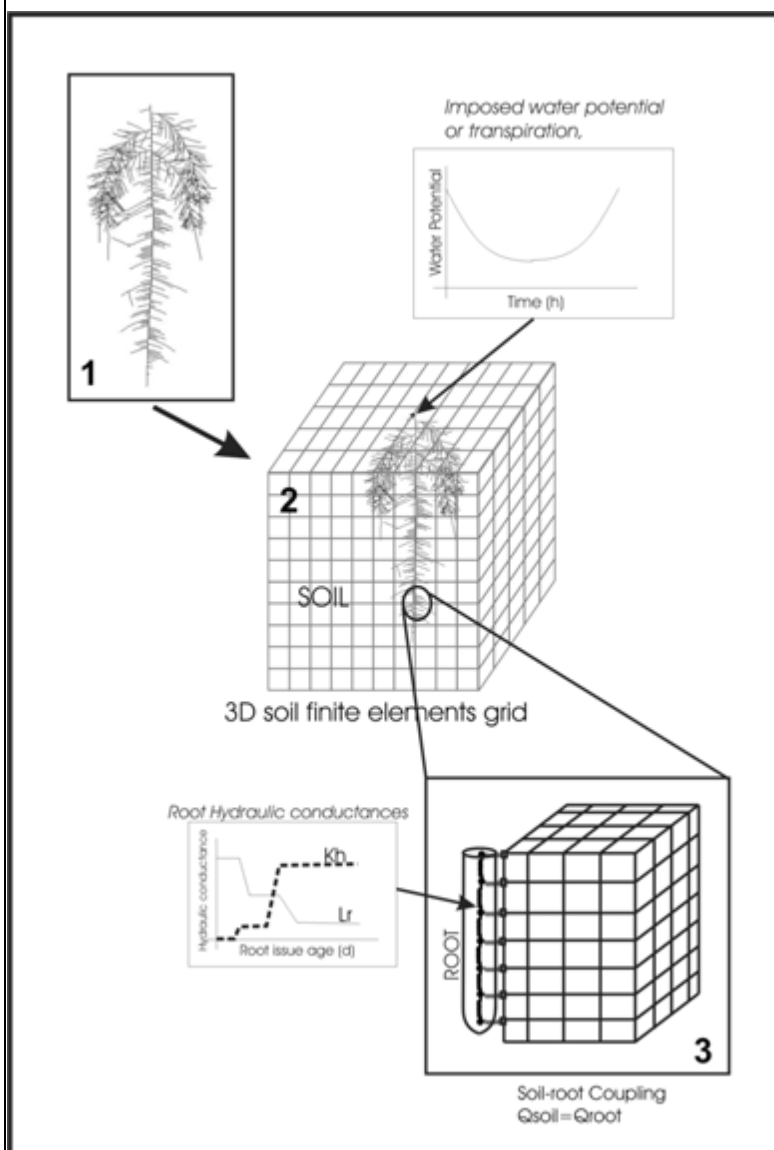 Imposed water potential
or transpiration,
Water Potential
Time (h)
1
2
SOIL
3D soil finite elements grid
Root Hydraulic conductances
Hydraulic conductance
Kh
Lr
Root issue age (d)
ROOT
3
Soil-root Coupling
Qsoil=Qroot